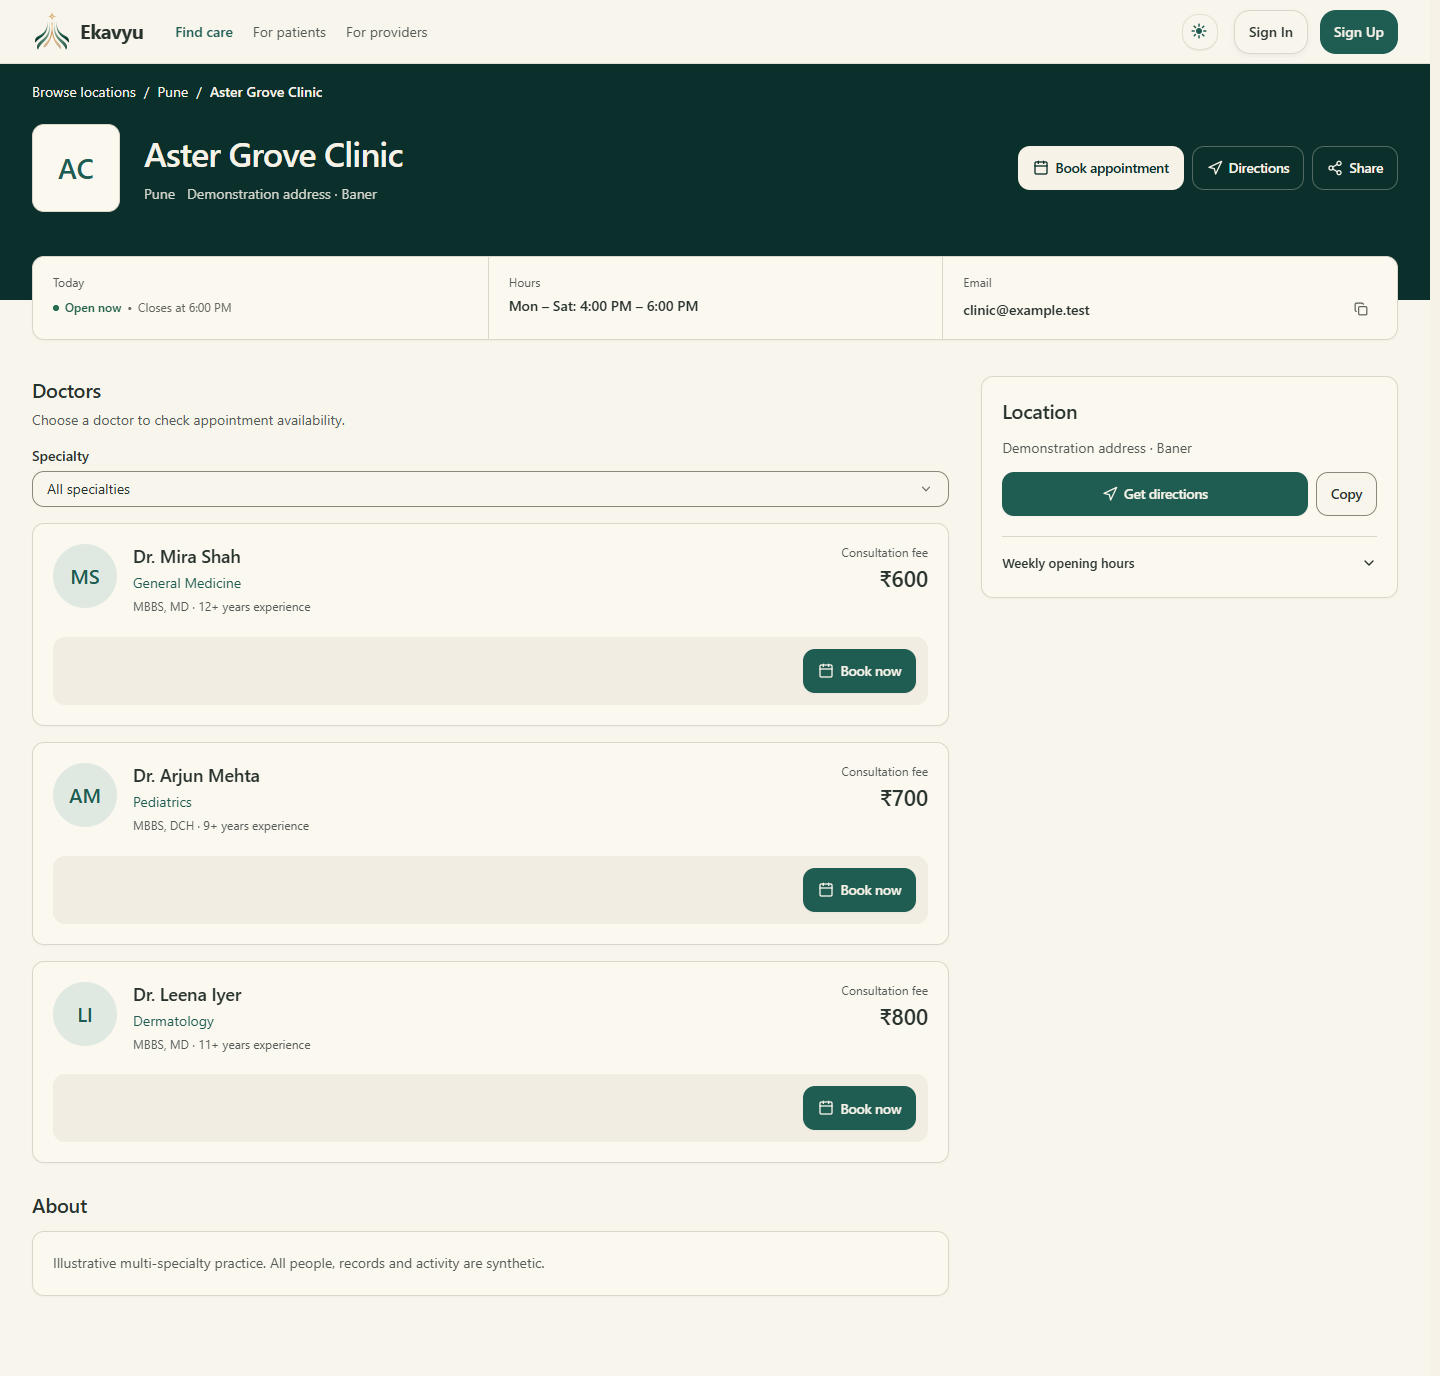 Ekavyu
Find care
For patients
For providers
Sign In
Sign Up
Browse locations / Pune / Aster Grove Clinic
AC
Aster Grove Clinic
Pune Demonstration address · Baner
Book appointment
Directions
Share
Today
Open now • Closes at 6:00 PM
Hours
Mon – Sat: 4:00 PM – 6:00 PM
Email
clinic@example.test
Doctors
Choose a doctor to check appointment availability.
Specialty
All specialties
MS
Dr. Mira Shah
General Medicine
MBBS, MD · 12+ years experience
Consultation fee
₹600
Book now
AM
Dr. Arjun Mehta
Pediatrics
MBBS, DCH · 9+ years experience
Consultation fee
₹700
Book now
LI
Dr. Leena Iyer
Dermatology
MBBS, MD · 11+ years experience
Consultation fee
₹800
Book now
About
Illustrative multi-specialty practice. All people, records and activity are synthetic.
Location
Demonstration address · Baner
Get directions
Copy
Weekly opening hours